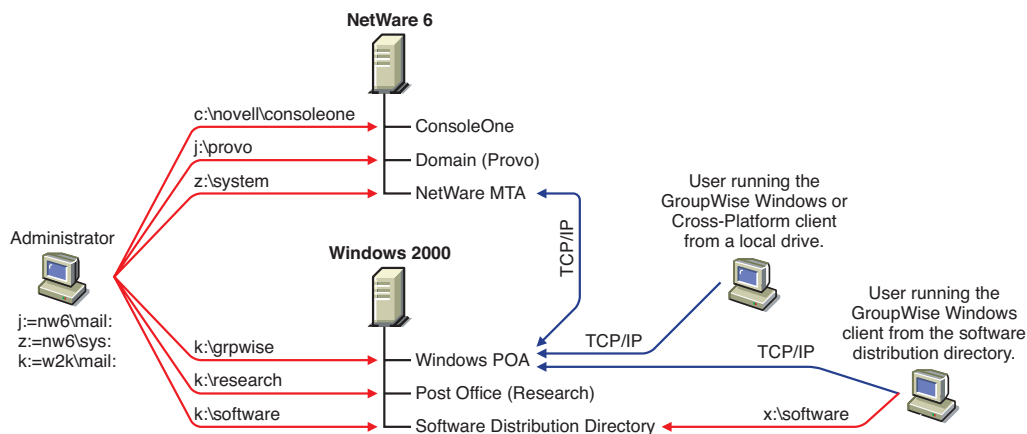 NetWare 6
c:\novell\consoleone
ConsoleOne
j:\provo
Domain (Provo)
z:\system
NetWare MTA
User running the
GroupWise Windows or
Cross-Platform client
from a local drive.
Administrator
j:=nw6\mail:
z:=nw6\sys:
k:=w2k\mail:
Windows 2000
TCP/IP
User running the
GroupWise Windows
client from the software
distribution directory.
k:\grpwise
Windows POA
TCP/IP
TCP/IP
k:\research
Post Office (Research)
k:\software
Software Distribution Directory
x:\software